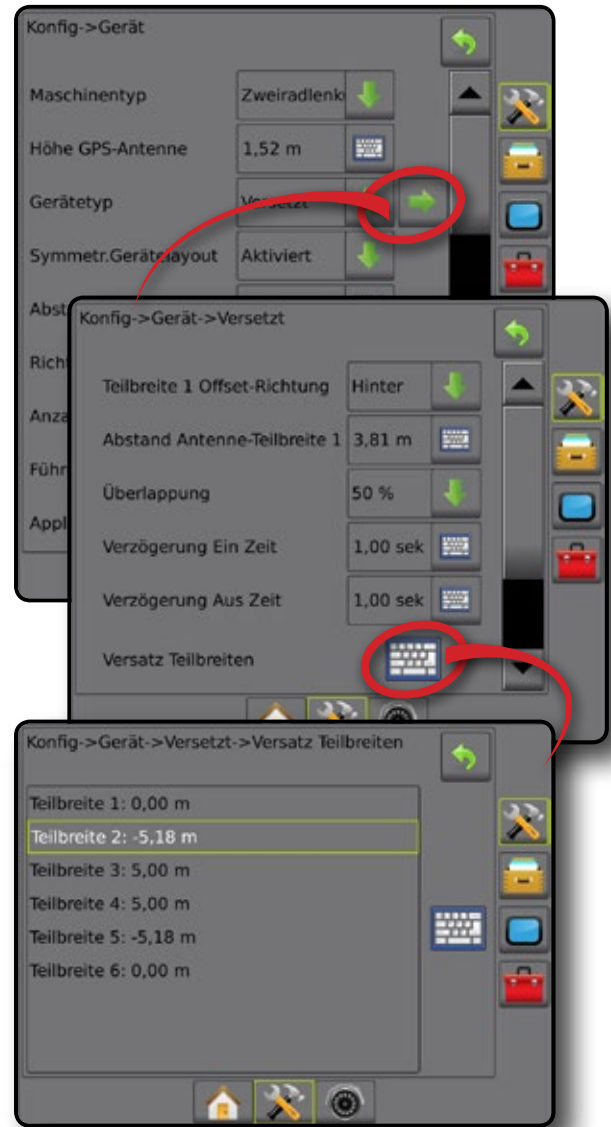 Konfig->Gerät
Maschinentyp Zweiradlenk
Höhe GPS-Antenne 1,52 m
Gerätetyp Versetzt
Symmetr.Gerätelayout Aktiviert
Abst
Rich
Anza
Führ
Appl
Konfig->Gerät->Versetzt
Teilbreite 1 Offset-Richtung Hinter
Abstand Antenne-Teilbreite 1 3,81 m
Überlappung 50 %
Verzögerung Ein Zeit 1,00 sek
Verzögerung Aus Zeit 1,00 sek
Versatz Teilbreiten
Konfig->Gerät->Versetzt->Versatz Teilbreiten
Teilbreite 1: 0,00 m
Teilbreite 2: -5,18 m
Teilbreite 3: 5,00 m
Teilbreite 4: 5,00 m
Teilbreite 5: -5,18 m
Teilbreite 6: 0,00 m